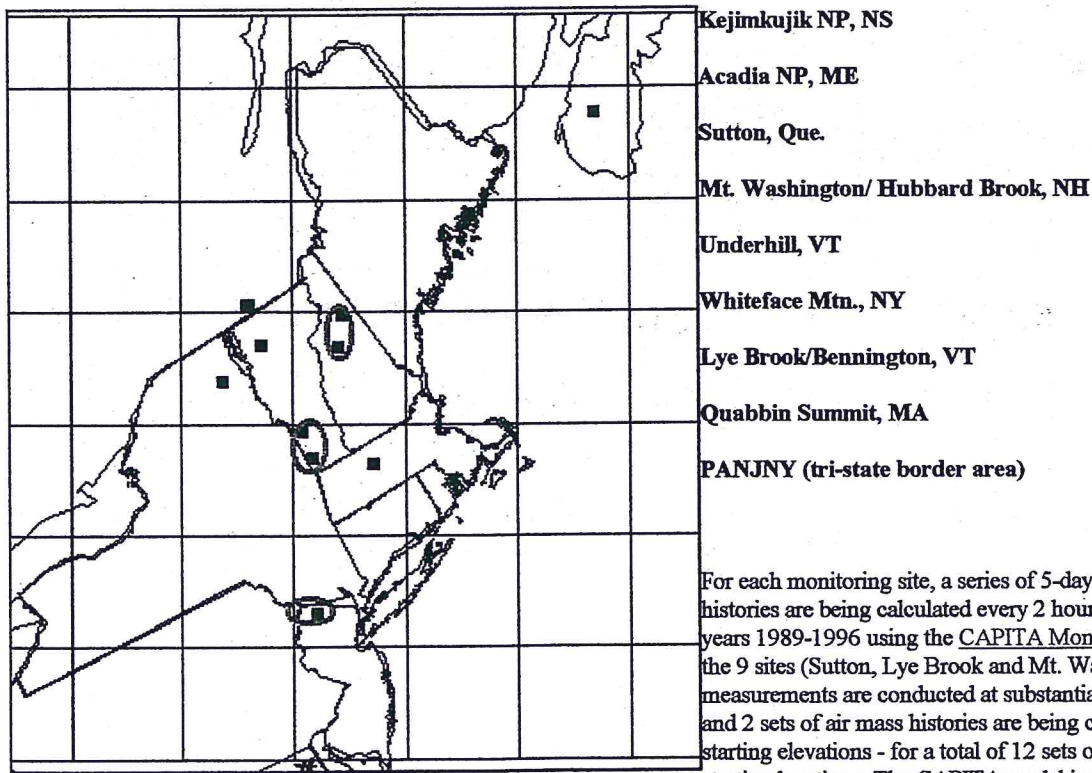 Kejimkujik NP, NS
Acadia NP, ME
Sutton, Que.
Mt. Washington/ Hubbard Brook, NH
Underhill, VT
Whiteface Mtn., NY
Lye Brook/Bennington, VT
Quabbin Summit, MA
PANJNY (tri-state border area)
For each monitoring site, a series of 5-day
histories are being calculated every 2 hour
years 1989-1996 using the CAPITA Mon
the 9 sites (Sutton, Lye Brook and Mt. Wa
measurements are conducted at substantia
and 2 sets of air mass histories are being c
starting elevations - for a total of 12 sets o